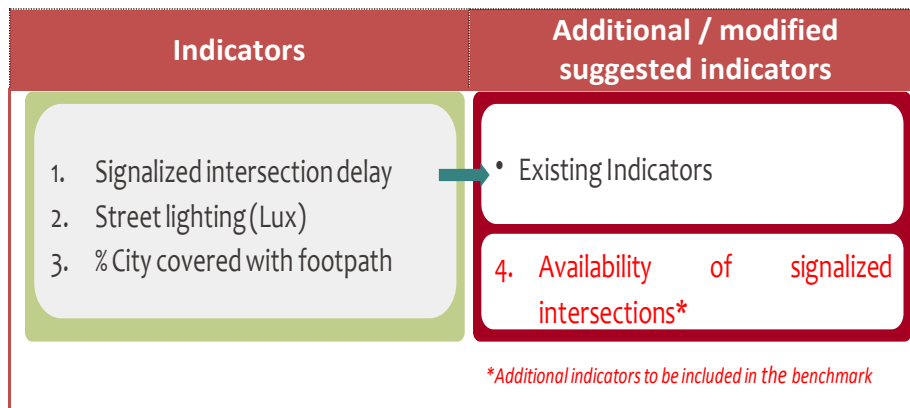 Indicators
Additional / modified
suggested indicators
1. Signalized intersection delay
2. Street lighting (Lux)
3. % City covered with footpath
• Existing Indicators
4. Availability of signalized
intersections*
*Additional indicators to be included in the benchmark